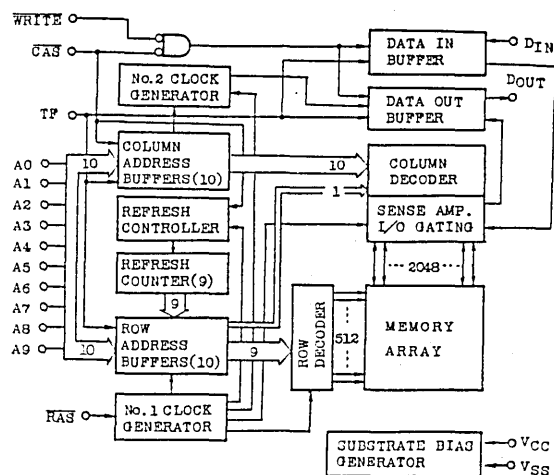 WRITE
CAS
TF
A0
A1
A2
A3
A4
A5
A6
A7
A8
A9
RAS
No.2 CLOCK
GENERATOR
10
COLUMN
ADDRESS
BUFFERS(10)
REFRESH
CONTROLLER
REFRESH
COUNTER(9)
9
10
ROW
ADDRESS
BUFFERS(10)
No.1 CLOCK
GENERATOR
10
1
9
ROW DECODER
512
DATA IN
BUFFER
DIN
DATA OUT
BUFFER
DOUT
COLUMN
DECODER
SENSE AMP.
I/O GATING
2048
MEMORY
ARRAY
SUBSTRATE BIAS
GENERATOR
VCC
VSS